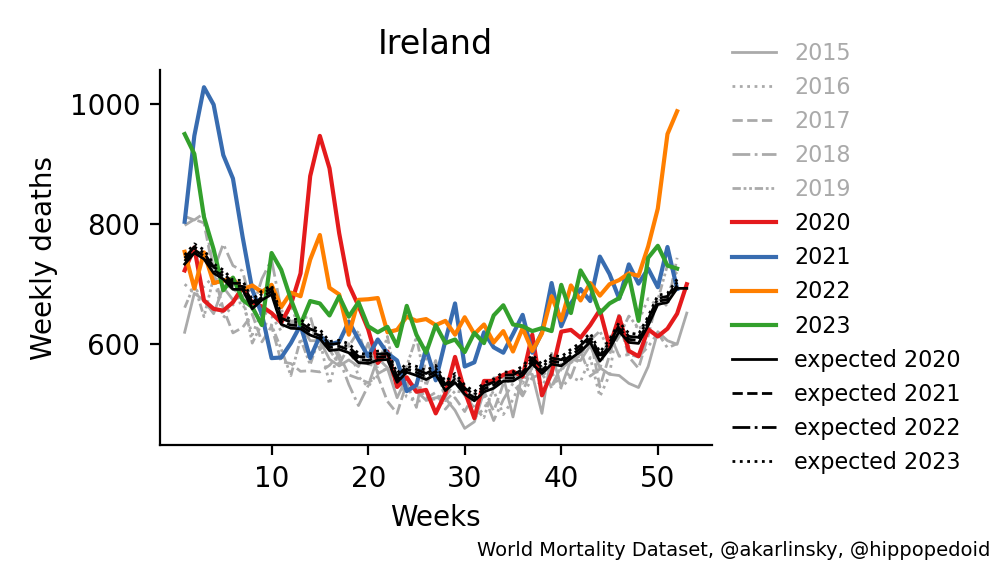 Ireland
Weekly deaths
1000
800
600
10 20 30 40 50
Weeks
2015
2016
2017
2018
2019
2020
2021
2022
2023
expected 2020
expected 2021
expected 2022
expected 2023
World Mortality Dataset, @akarlinsky, @hippopedoid